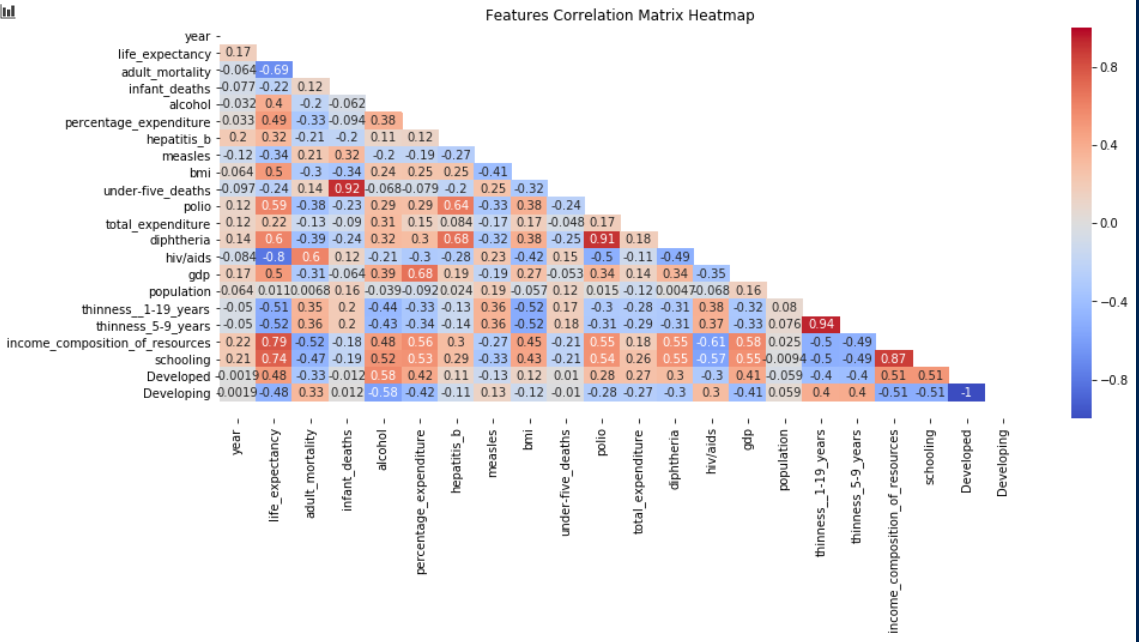 Features Correlation Matrix Heatmap
year
life_expectancy 0.17
adult_mortality -0.064 -0.69
infant_deaths -0.077 -0.22 0.12
alcohol -0.032 0.4 -0.2 -0.062
percentage_expenditure 0.033 0.49 -0.33 -0.094 0.38
hepatitis_b 0.2 0.32 -0.21 -0.2 0.11 0.12
measles -0.12 -0.34 0.21 0.32 -0.2 -0.19 -0.27
bmi 0.064 0.5 -0.3 -0.34 0.24 0.25 0.25 -0.41
under-five_deaths -0.097 -0.24 0.14 0.92 -0.068 -0.079 -0.2 0.25 -0.32
polio 0.12 0.59 -0.38 -0.23 0.29 0.29 0.64 -0.33 0.38 -0.24
total_expenditure 0.12 0.22 -0.13 -0.09 0.31 0.15 0.084 -0.17 0.17 -0.048 0.17
diphtheria 0.14 0.6 -0.39 -0.24 0.32 0.3 0.68 -0.32 0.38 -0.25 0.91 0.18
hiv/aids -0.084 -0.8 0.6 0.12 -0.21 -0.3 -0.28 0.23 -0.42 0.15 -0.5 -0.11 -0.49
gdp 0.17 0.5 -0.31 -0.064 0.39 0.68 0.19 -0.19 0.27 -0.053 0.34 0.14 0.34 -0.35
population 0.064 0.011 0.0068 0.16 -0.039 -0.092 0.024 0.19 -0.057 0.12 0.015 -0.12 0.0047 -0.068 0.16
thinness__1-19_years -0.05 -0.51 0.35 0.2 -0.44 -0.33 -0.13 0.36 -0.52 0.17 -0.3 -0.28 -0.31 0.38 -0.32 0.08
thinness_5-9_years -0.05 -0.52 0.36 0.2 -0.43 -0.34 -0.14 0.36 -0.52 0.18 -0.31 -0.29 -0.31 0.37 -0.33 0.076 0.94
income_composition_of_resources 0.22 0.79 -0.52 -0.18 0.48 0.56 0.3 -0.27 0.45 -0.21 0.55 0.18 0.55 -0.61 0.58 0.025 -0.5 -0.49
schooling 0.21 0.74 -0.47 -0.19 0.52 0.53 0.29 -0.33 0.43 -0.21 0.54 0.26 0.55 -0.57 0.55 -0.0094 -0.5 -0.49 0.87
Developed -0.0019 0.48 -0.33 -0.012 0.58 0.42 0.11 -0.13 0.12 0.01 0.28 0.27 0.3 -0.3 0.41 -0.059 -0.4 -0.4 0.51 0.51
Developing 0.0019 -0.48 0.33 0.012 -0.58 -0.42 -0.11 0.13 -0.12 -0.01 -0.28 -0.27 -0.3 0.3 -0.41 0.059 0.4 0.4 -0.51 -0.51 -1
year
life_expectancy
adult_mortality
infant_deaths
alcohol
percentage_expenditure
hepatitis_b
measles
bmi
under-five_deaths
polio
total_expenditure
diphtheria
hiv/aids
gdp
population
thinness__1-19_years
thinness_5-9_years
income_composition_of_resources
schooling
Developed
Developing
0.8
0.4
0.0
−0.4
−0.8